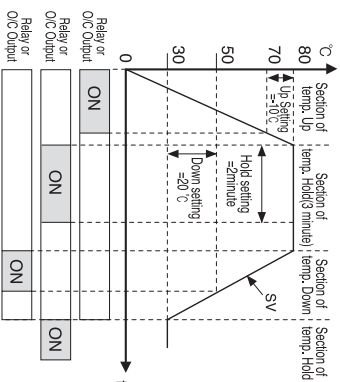 °C
80
70
50
30
0
Section of
temp. Up
Section of
temp. Hold(3 minute)
Section of
temp. Down
Section of
temp. Hold
Up Setting
=-10°C
Hold setting
=2minute
Down setting
=20°C
SV
t
Relay or
O/C Output
ON
Relay or
O/C Output
ON
ON
Relay or
O/C Output
ON